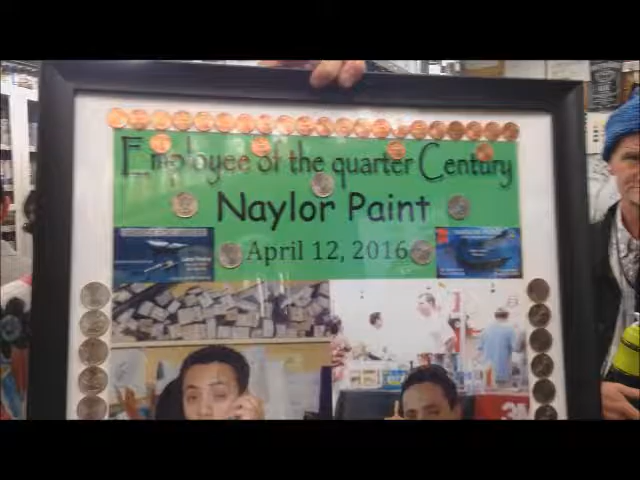 Employee of the quarter Century
Naylor Paint
April 12, 2016